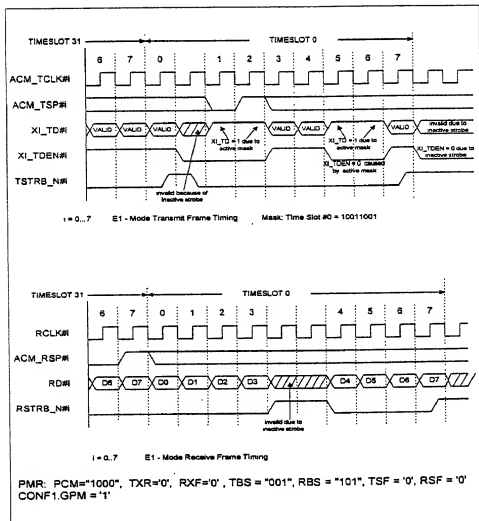 TIMESLOT 31
TIMESLOT 0
6 7 0 1 2 3 4 5 6 7
ACM_TCLK#i
ACM_TSP#i
XI_TD#i
VALID VALID VALID VALID VALID VALID
invalid due to inactive strobe
XI_TD = 1 due to active mask
XI_TD = 1 due to active mask
XI_TDEN#i
XI_TDEN = 0 caused by active mask
XI_TDEN = 0 due to inactive strobe
TSTRB_N#i
invalid because of inactive strobe
i = 0...7 E1 - Mode Transmit Frame Timing Mask: Time Slot #0 = 10011001
TIMESLOT 31
TIMESLOT 0
6 7 0 1 2 3 4 5 6 7
RCLK#i
ACM_RSP#i
RD#i
D6 D7 D0 D1 D2 D3 D4 D5 D6 D7
RSTRB_N#i
invalid due to inactive strobe
i = 0..7 E1 - Mode Receive Frame Timing
PMR: PCM="1000", TXR='0', RXF='0' , TBS = "001", RBS = "101", TSF = '0', RSF = '0'
CONF1.GPM = '1'